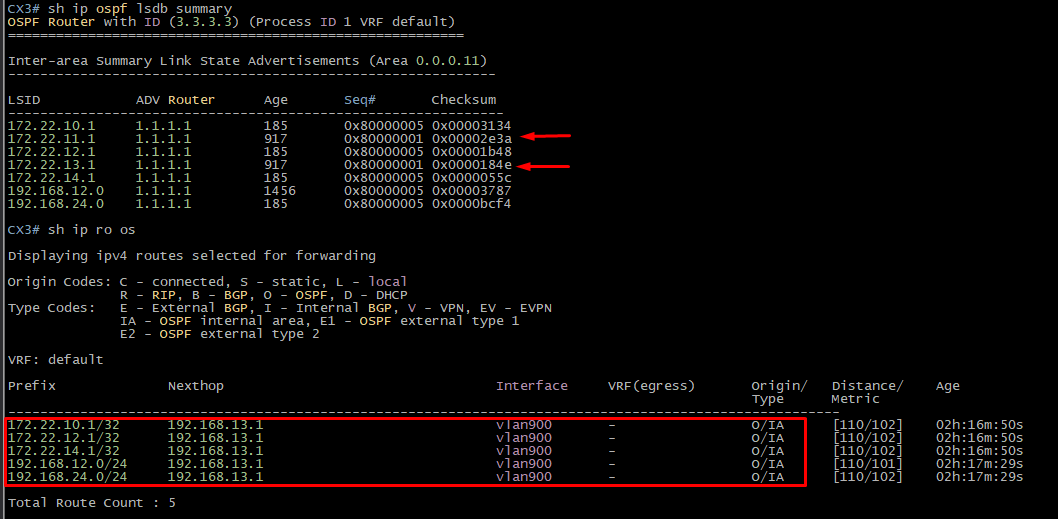 CX3# sh ip ospf lsdb summary
OSPF Router with ID (3.3.3.3) (Process ID 1 VRF default)
=========================================================
Inter-area Summary Link State Advertisements (Area 0.0.0.11)
-------------------------------------------------------------
LSID ADV Router Age Seq# Checksum
--------------------------------------------------------------
172.22.10.1 1.1.1.1 185 0x80000005 0x00003134
172.22.11.1 1.1.1.1 917 0x80000001 0x00002e3a
172.22.12.1 1.1.1.1 185 0x80000005 0x00001b48
172.22.13.1 1.1.1.1 917 0x80000001 0x0000184e
172.22.14.1 1.1.1.1 185 0x80000005 0x0000055c
192.168.12.0 1.1.1.1 1456 0x80000005 0x00003787
192.168.24.0 1.1.1.1 185 0x80000005 0x0000bcf4
CX3# sh ip ro os
Displaying ipv4 routes selected for forwarding
Origin Codes: C - connected, S - static, L - local
R - RIP, B - BGP, O - OSPF, D - DHCP
Type Codes: E - External BGP, I - Internal BGP, V - VPN, EV - EVPN
IA - OSPF internal area, E1 - OSPF external type 1
E2 - OSPF external type 2
VRF: default
Prefix Nexthop Interface VRF(egress) Origin/ Distance/ Age
Type Metric
--------------------------------------------------------------------------------------------------------
172.22.10.1/32 192.168.13.1 vlan900 - O/IA [110/102] 02h:16m:50s
172.22.12.1/32 192.168.13.1 vlan900 - O/IA [110/102] 02h:16m:50s
172.22.14.1/32 192.168.13.1 vlan900 - O/IA [110/102] 02h:16m:50s
192.168.12.0/24 192.168.13.1 vlan900 - O/IA [110/101] 02h:17m:29s
192.168.24.0/24 192.168.13.1 vlan900 - O/IA [110/102] 02h:17m:29s
Total Route Count : 5